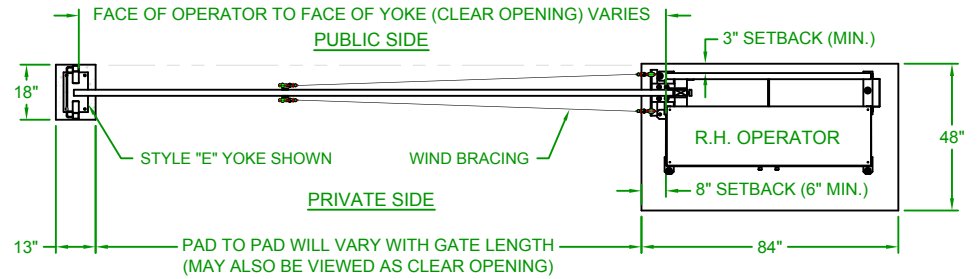 FACE OF OPERATOR TO FACE OF YOKE (CLEAR OPENING) VARIES
PUBLIC SIDE
3" SETBACK (MIN.)
18"
R.H. OPERATOR
48"
STYLE "E" YOKE SHOWN
WIND BRACING
8" SETBACK (6" MIN.)
PRIVATE SIDE
13"
PAD TO PAD WILL VARY WITH GATE LENGTH
(MAY ALSO BE VIEWED AS CLEAR OPENING)
84"